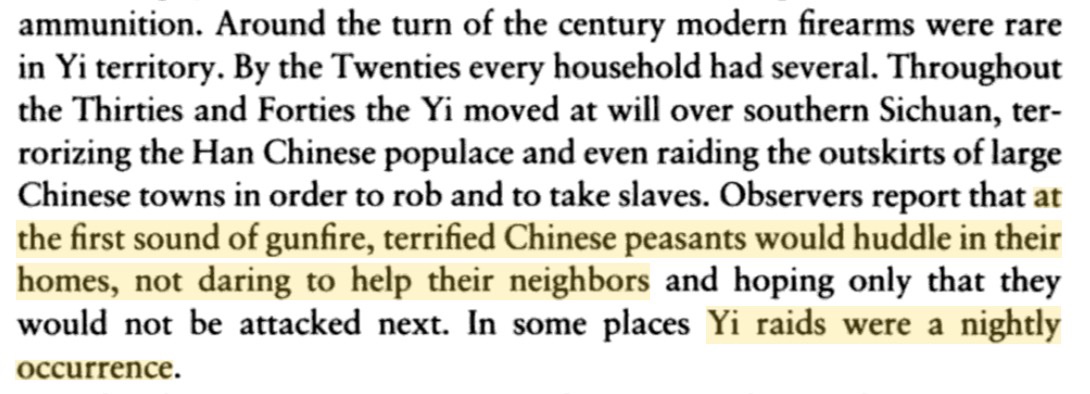 ammunition. Around the turn of the century modern firearms were rare
in Yi territory. By the Twenties every household had several. Throughout
the Thirties and Forties the Yi moved at will over southern Sichuan, ter-
rorizing the Han Chinese populace and even raiding the outskirts of large
Chinese towns in order to rob and to take slaves. Observers report that at
the first sound of gunfire, terrified Chinese peasants would huddle in their
homes, not daring to help their neighbors and hoping only that they
would not be attacked next. In some places Yi raids were a nightly
occurrence.